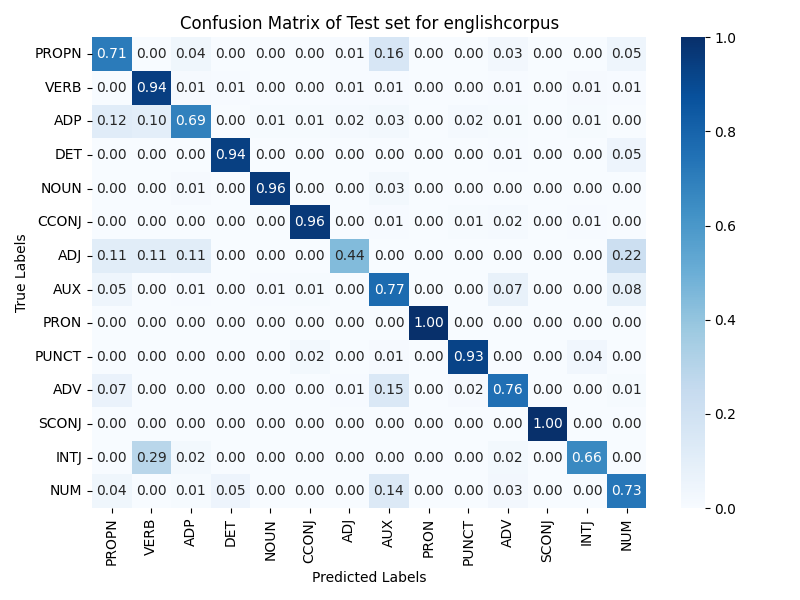 Confusion Matrix of Test set for englishcorpus
True Labels
PROPN 0.71 0.00 0.04 0.00 0.00 0.00 0.01 0.16 0.00 0.00 0.03 0.00 0.00 0.05
VERB 0.00 0.94 0.01 0.01 0.00 0.00 0.01 0.01 0.00 0.00 0.01 0.00 0.01 0.01
ADP 0.12 0.10 0.69 0.00 0.01 0.01 0.02 0.03 0.00 0.02 0.01 0.00 0.01 0.00
DET 0.00 0.00 0.00 0.94 0.00 0.00 0.00 0.00 0.00 0.00 0.01 0.00 0.00 0.05
NOUN 0.00 0.00 0.01 0.00 0.96 0.00 0.00 0.03 0.00 0.00 0.00 0.00 0.00 0.00
CCONJ 0.00 0.00 0.00 0.00 0.00 0.96 0.00 0.01 0.00 0.01 0.02 0.00 0.01 0.00
ADJ 0.11 0.11 0.11 0.00 0.00 0.00 0.44 0.00 0.00 0.00 0.00 0.00 0.00 0.22
AUX 0.05 0.00 0.01 0.00 0.01 0.01 0.00 0.77 0.00 0.00 0.07 0.00 0.00 0.08
PRON 0.00 0.00 0.00 0.00 0.00 0.00 0.00 0.00 1.00 0.00 0.00 0.00 0.00 0.00
PUNCT 0.00 0.00 0.00 0.00 0.00 0.02 0.00 0.01 0.00 0.93 0.00 0.00 0.04 0.00
ADV 0.07 0.00 0.00 0.00 0.00 0.00 0.01 0.15 0.00 0.02 0.76 0.00 0.00 0.01
SCONJ 0.00 0.00 0.00 0.00 0.00 0.00 0.00 0.00 0.00 0.00 0.00 1.00 0.00 0.00
INTJ 0.00 0.29 0.02 0.00 0.00 0.00 0.00 0.00 0.00 0.00 0.02 0.00 0.66 0.00
NUM 0.04 0.00 0.01 0.05 0.00 0.00 0.00 0.14 0.00 0.00 0.03 0.00 0.00 0.73
PROPN VERB ADP DET NOUN CCONJ ADJ AUX PRON PUNCT ADV SCONJ INTJ NUM
Predicted Labels
1.0
0.8
0.6
0.4
0.2
0.0